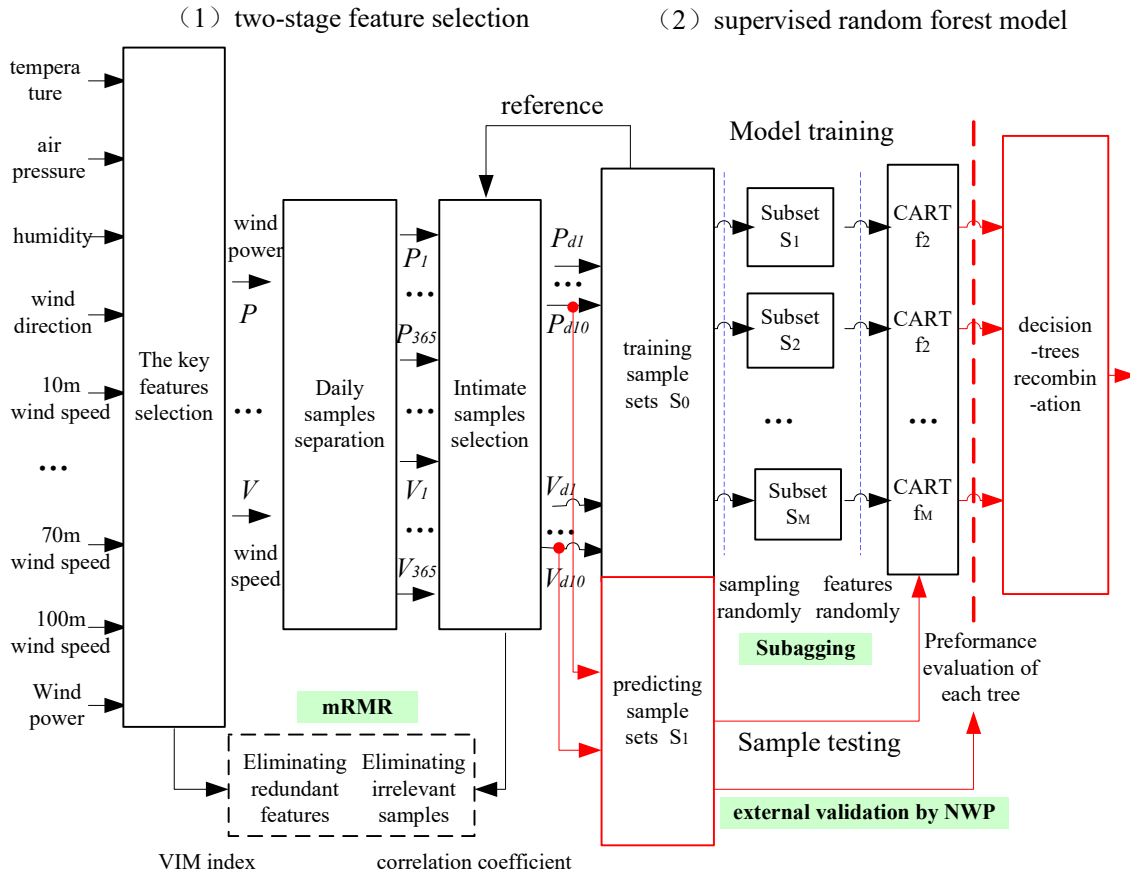 （1）two-stage feature selection
（2）supervised random forest model
tempera
ture
air
pressure
humidity
wind
direction
10m
wind speed
...
70m
wind speed
100m
wind speed
Wind
power
The key
features
selection
wind
power
P
...
V
wind
speed
Daily
samples
separation
P1
...
P365
...
V1
...
V365
Intimate
samples
selection
reference
Pd1
...
Pd10
Vd1
...
Vd10
training
sample
sets S0
predicting
sample
sets S1
Model training
Subset
S1
Subset
S2
...
Subset
SM
CART
f2
CART
f2
...
CART
fM
decision
-trees
recombin
-ation
sampling
randomly
features
randomly
Subagging
Preformance
evaluation of
each tree
Sample testing
external validation by NWP
mRMR
Eliminating
redundant
features
Eliminating
irrelevant
samples
VIM index
correlation coefficient